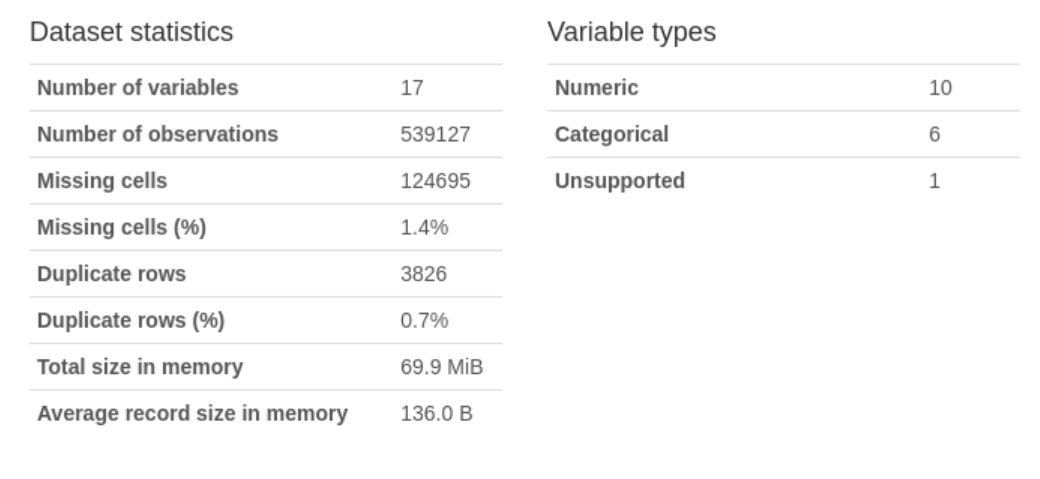 Dataset statistics
Number of variables 17
Number of observations 539127
Missing cells 124695
Missing cells (%) 1.4%
Duplicate rows 3826
Duplicate rows (%) 0.7%
Total size in memory 69.9 MiB
Average record size in memory 136.0 B
Variable types
Numeric 10
Categorical 6
Unsupported 1